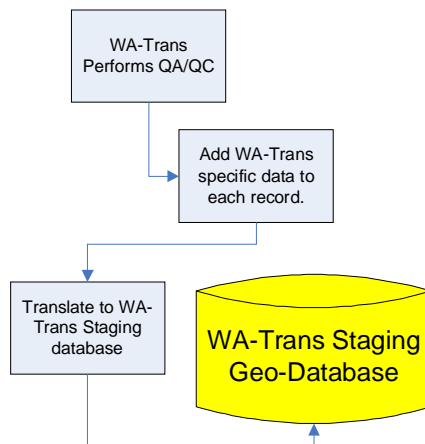 WA-Trans
Performs QA/QC
Add WA-Trans
specific data to
each record.
Translate to WA-
Trans Staging
database
WA-Trans Staging
Geo-Database